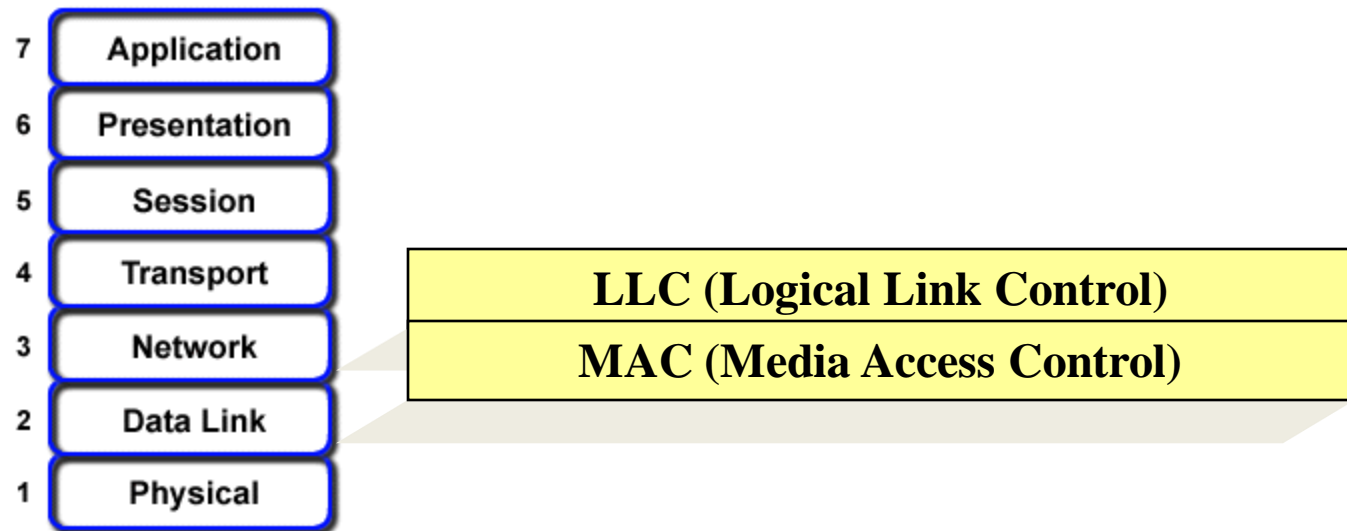 7 Application
6 Presentation
5 Session
4 Transport
LLC (Logical Link Control)
3 Network
MAC (Media Access Control)
2 Data Link
1 Physical